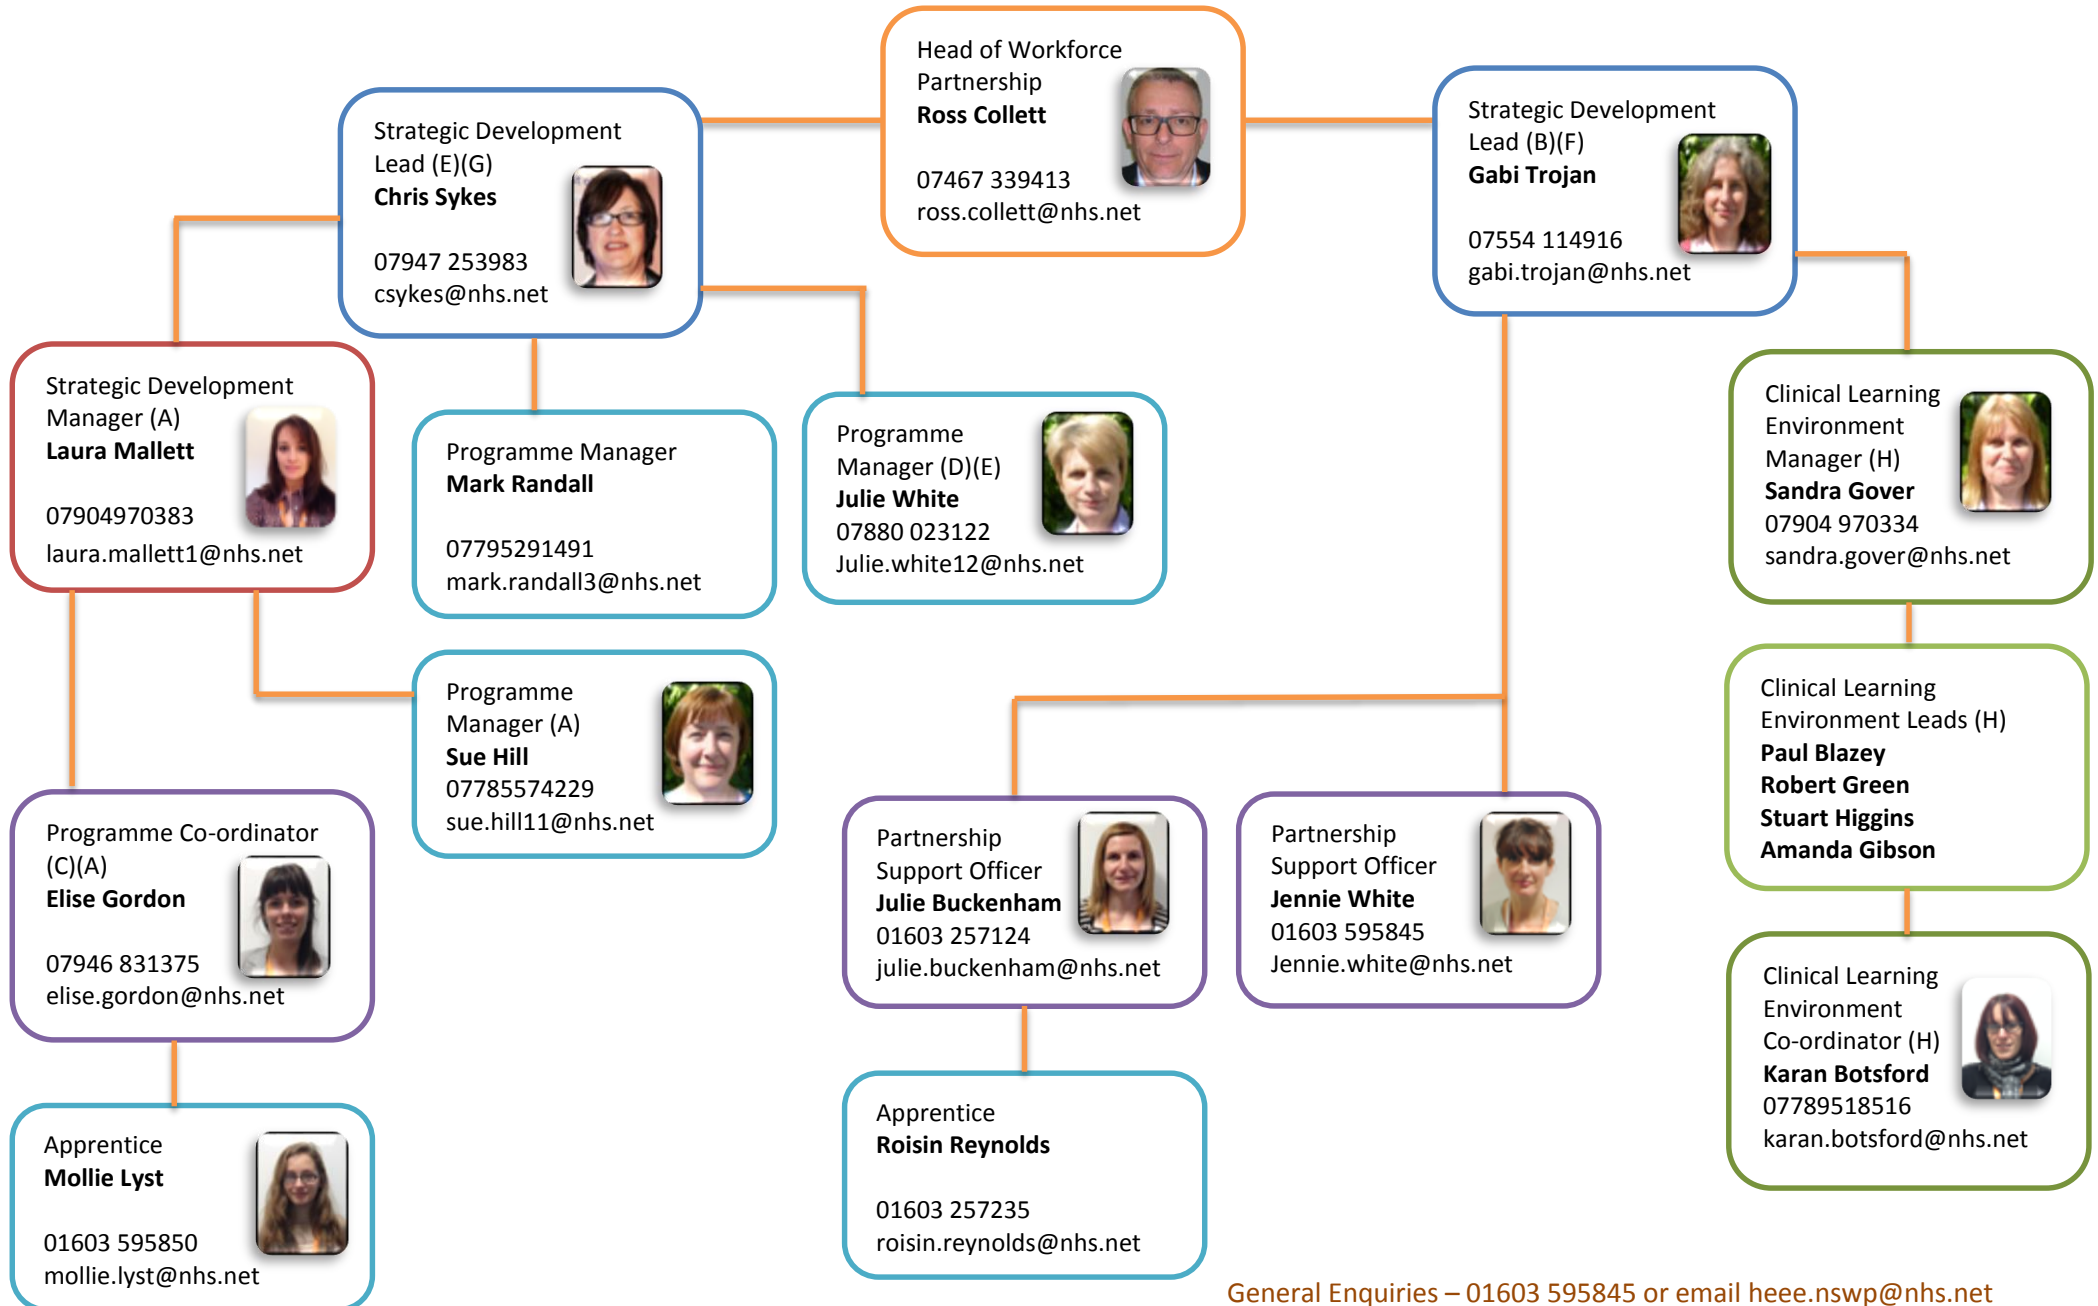 Head of Workforce
Partnership
Ross Collett
07467 339413
ross.collett@nhs.net
Strategic Development
Lead (E)(G)
Chris Sykes
07947 253983
csykes@nhs.net
Strategic Development
Lead (B)(F)
Gabi Trojan
07554 114916
gabi.trojan@nhs.net
Strategic Development
Manager (A)
Laura Mallett
07904970383
laura.mallett1@nhs.net
Programme Manager
Mark Randall
07795291491
mark.randall3@nhs.net
Programme
Manager (D)(E)
Julie White
07880 023122
Julie.white12@nhs.net
Clinical Learning
Environment
Manager (H)
Sandra Gover
07904 970334
sandra.gover@nhs.net
Programme
Manager (A)
Sue Hill
07785574229
sue.hill11@nhs.net
Clinical Learning
Environment Leads (H)
Paul Blazey
Robert Green
Stuart Higgins
Amanda Gibson
Programme Co-ordinator
(C)(A)
Elise Gordon
07946 831375
elise.gordon@nhs.net
Partnership
Support Officer
Julie Buckenham
01603 257124
julie.buckenham@nhs.net
Partnership
Support Officer
Jennie White
01603 595845
Jennie.white@nhs.net
Clinical Learning
Environment
Co-ordinator (H)
Karan Botsford
07789518516
karan.botsford@nhs.net
Apprentice
Mollie Lyst
01603 595850
mollie.lyst@nhs.net
Apprentice
Roisin Reynolds
01603 257235
roisin.reynolds@nhs.net
General Enquiries – 01603 595845 or email heee.nswp@nhs.net